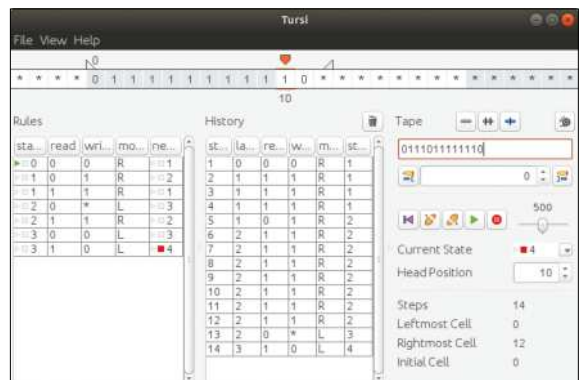 Tursi
File View Help
0
* * * * 0 1 1 1 1 1 1 1 1 1 1 0 * * * * * * * * * * * * * *
10
Rules
sta... read wri... mo... ne...
0 0 0 R 1
1 0 1 R 2
1 1 1 R 1
2 0 * L 3
2 1 1 R 2
3 0 0 L 3
3 1 0 L 4
History
st... la... re... w... m... st...
1 0 0 0 R 1
2 1 1 1 R 1
3 1 1 1 R 1
4 1 1 1 R 1
5 1 0 1 R 2
6 2 1 1 R 2
7 2 1 1 R 2
8 2 1 1 R 2
9 2 1 1 R 2
10 2 1 1 R 2
11 2 1 1 R 2
12 2 1 1 R 2
13 2 0 * L 3
14 3 1 0 L 4
Tape
0111011111110
0
500
Current State 4
Head Position 10
Steps 14
Leftmost Cell 0
Rightmost Cell 12
Initial Cell 0